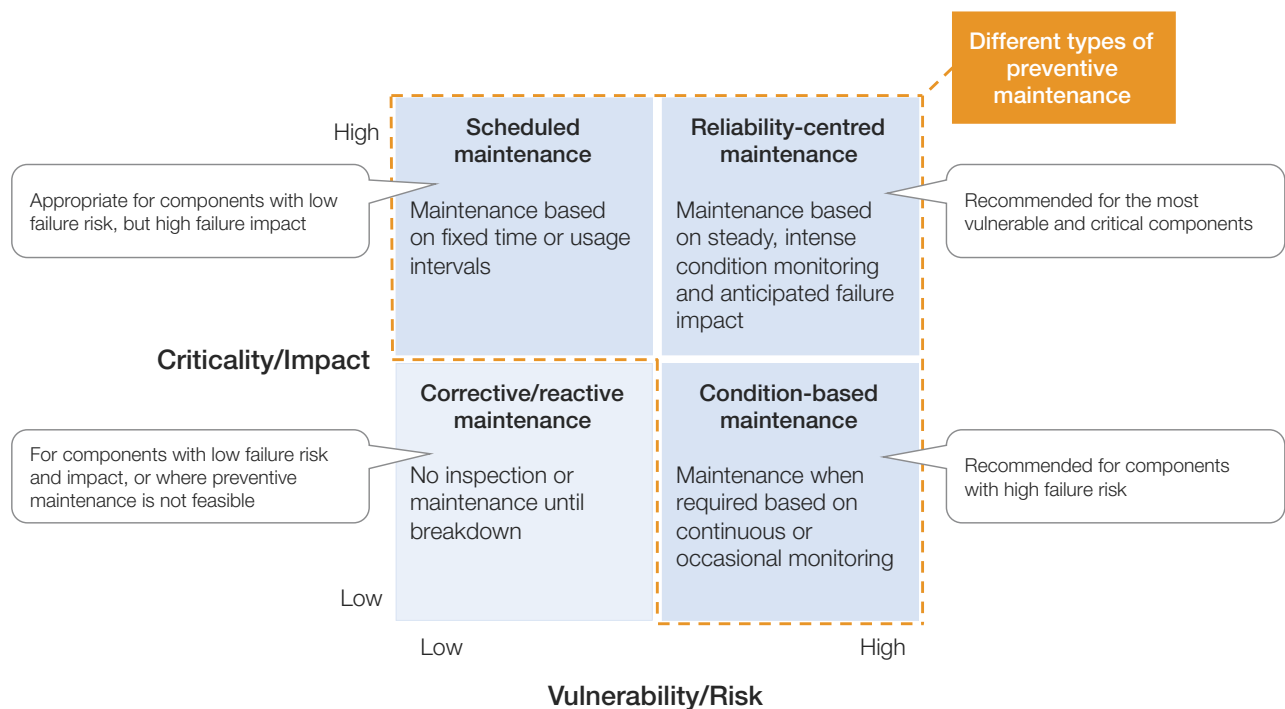 Different types of
preventive
maintenance
High
Scheduled
maintenance
Maintenance based
on fixed time or usage
intervals
Reliability-centred
maintenance
Maintenance based
on steady, intense
condition monitoring
and anticipated failure
impact
Appropriate for components with low
failure risk, but high failure impact
Recommended for the most
vulnerable and critical components
Criticality/Impact
Corrective/reactive
maintenance
No inspection or
maintenance until
breakdown
Condition-based
maintenance
Maintenance when
required based on
continuous or
occasional monitoring
For components with low failure risk
and impact, or where preventive
maintenance is not feasible
Recommended for components
with high failure risk
Low
Low
High
Vulnerability/Risk